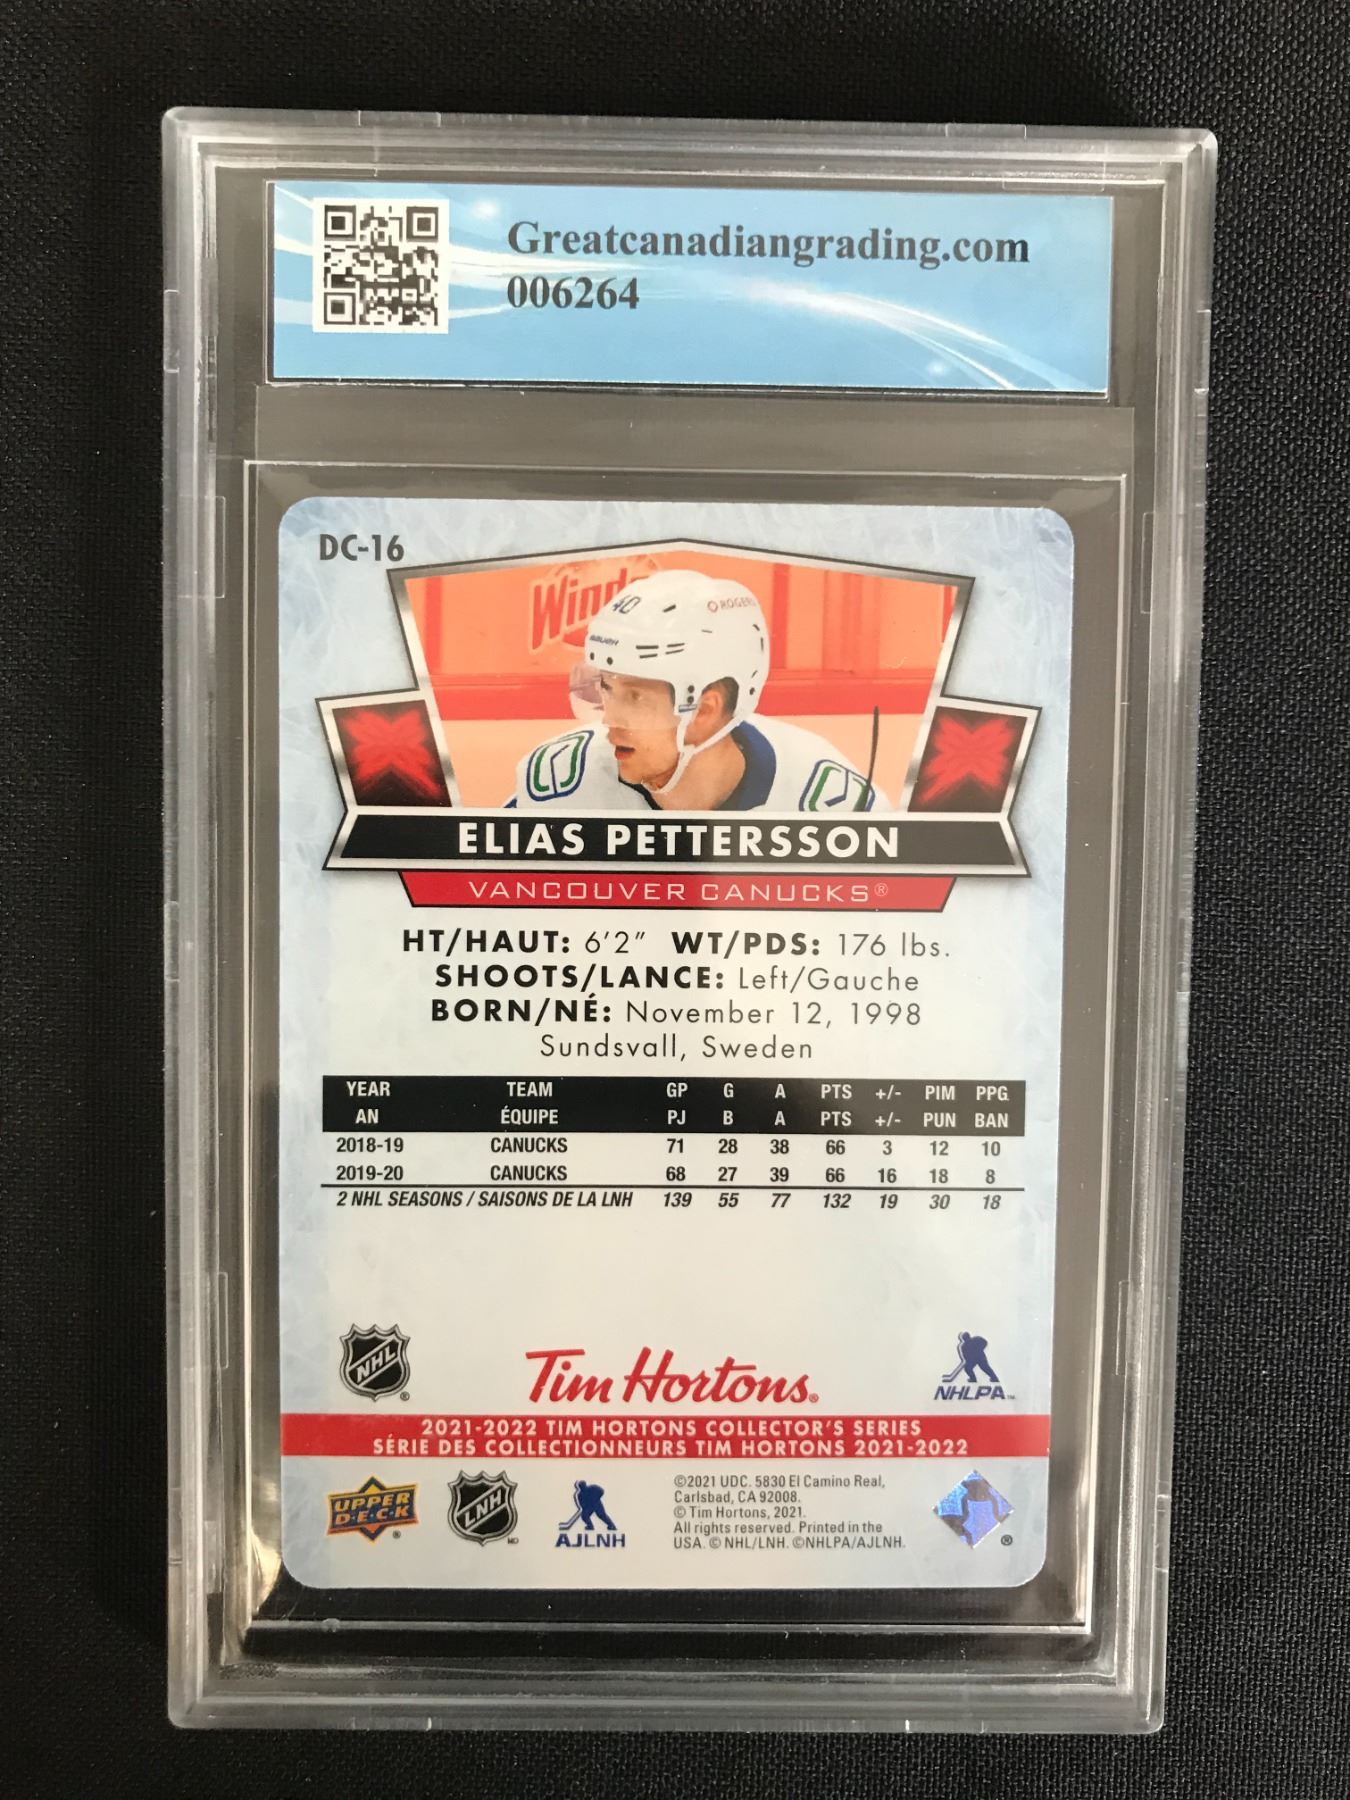 Greatcanadiangrading.com
006264
DC-16
40
BAUER
ROGERS
ELIAS PETTERSSON
VANCOUVER CANUCKS®
HT/HAUT: 6'2" WT/PDS: 176 lbs.
SHOOTS/LANCE: Left/Gauche
BORN/NÉ: November 12, 1998
Sundsvall, Sweden
YEAR TEAM GP G A PTS +/- PIM PPG
AN ÉQUIPE PJ B A PTS +/- PUN BAN
2018-19 CANUCKS 71 28 38 66 3 12 10
2019-20 CANUCKS 68 27 39 66 16 18 8
2 NHL SEASONS / SAISONS DE LA LNH 139 55 77 132 19 30 18
NHL ®
Tim Hortons®
NHLPA™
2021-2022 TIM HORTONS COLLECTOR'S SERIES
SÉRIE DES COLLECTIONNEURS TIM HORTONS 2021-2022
UPPER
D·E·C·K ®
LNH MD
AJLNH
©2021 UDC. 5830 El Camino Real,
Carlsbad, CA 92008.
© Tim Hortons, 2021.
All rights reserved. Printed in the
USA. © NHL/LNH. ©NHLPA/AJLNH.
®